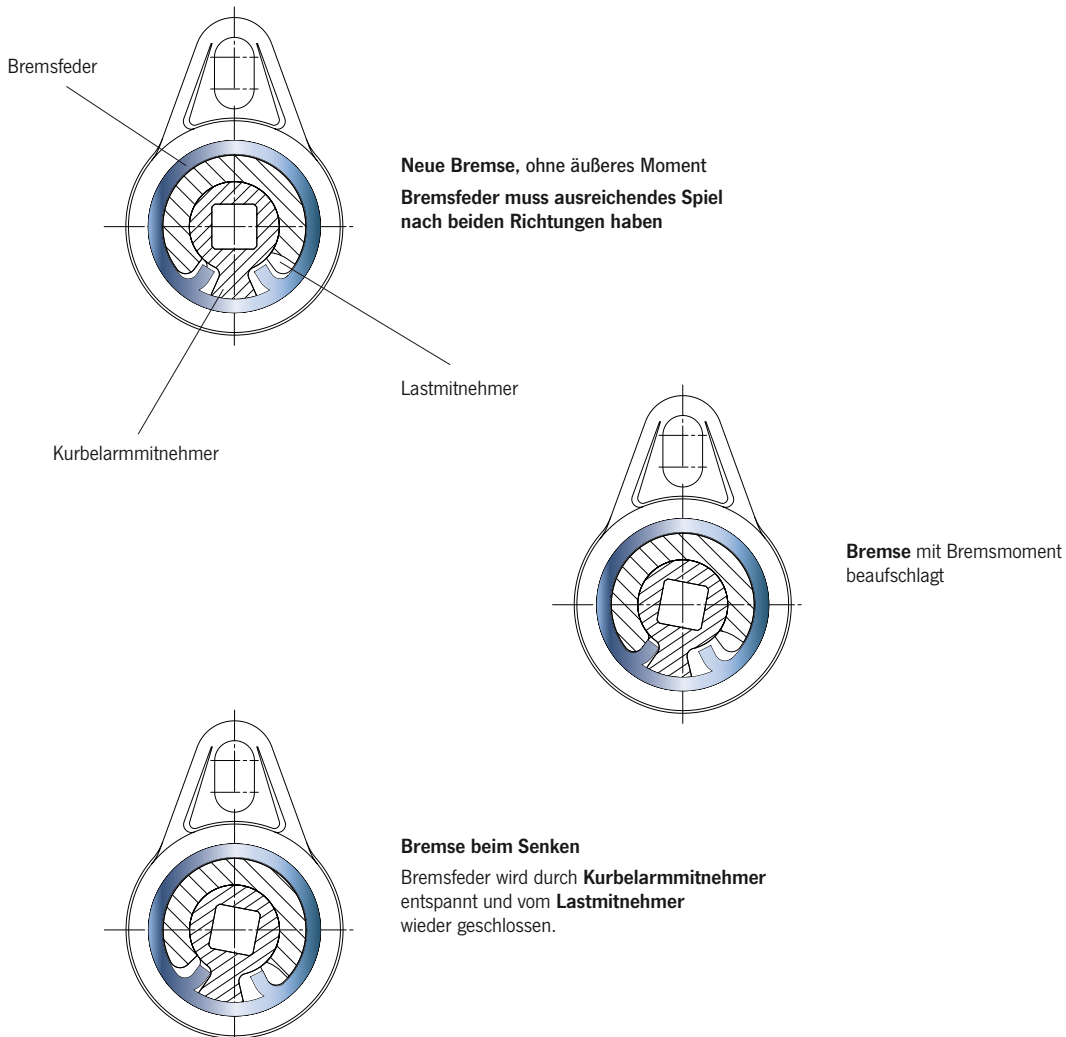 Bremsfeder
Neue Bremse, ohne äußeres Moment
Bremsfeder muss ausreichendes Spiel
nach beiden Richtungen haben
Lastmitnehmer
Kurbelarmmitnehmer
Bremse mit Bremsmoment
beaufschlagt
Bremse beim Senken
Bremsfeder wird durch Kurbelarmmitnehmer
entspannt und vom Lastmitnehmer
wieder geschlossen.